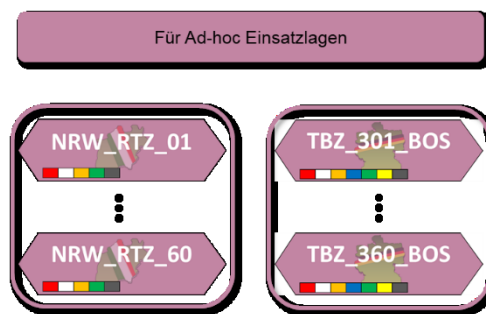 Für Ad-hoc Einsatzlagen
NRW_RTZ_01
TBZ_301_BOS
NRW_RTZ_60
TBZ_360_BOS